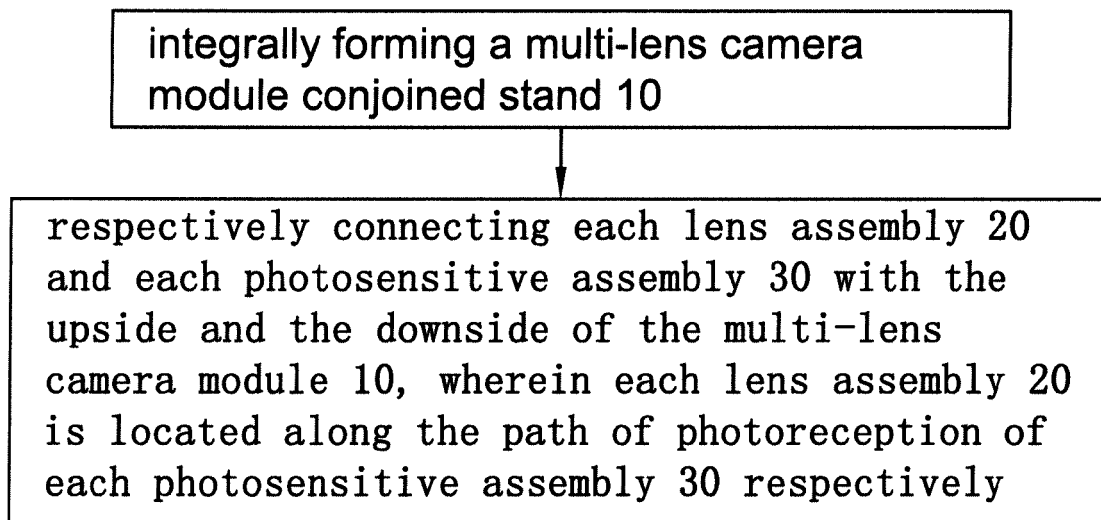 integrally forming a multi-lens camera
module conjoined stand 10
respectively connecting each lens assembly 20
and each photosensitive assembly 30 with the
upside and the downside of the multi-lens
camera module 10, wherein each lens assembly 20
is located along the path of photoreception of
each photosensitive assembly 30 respectively